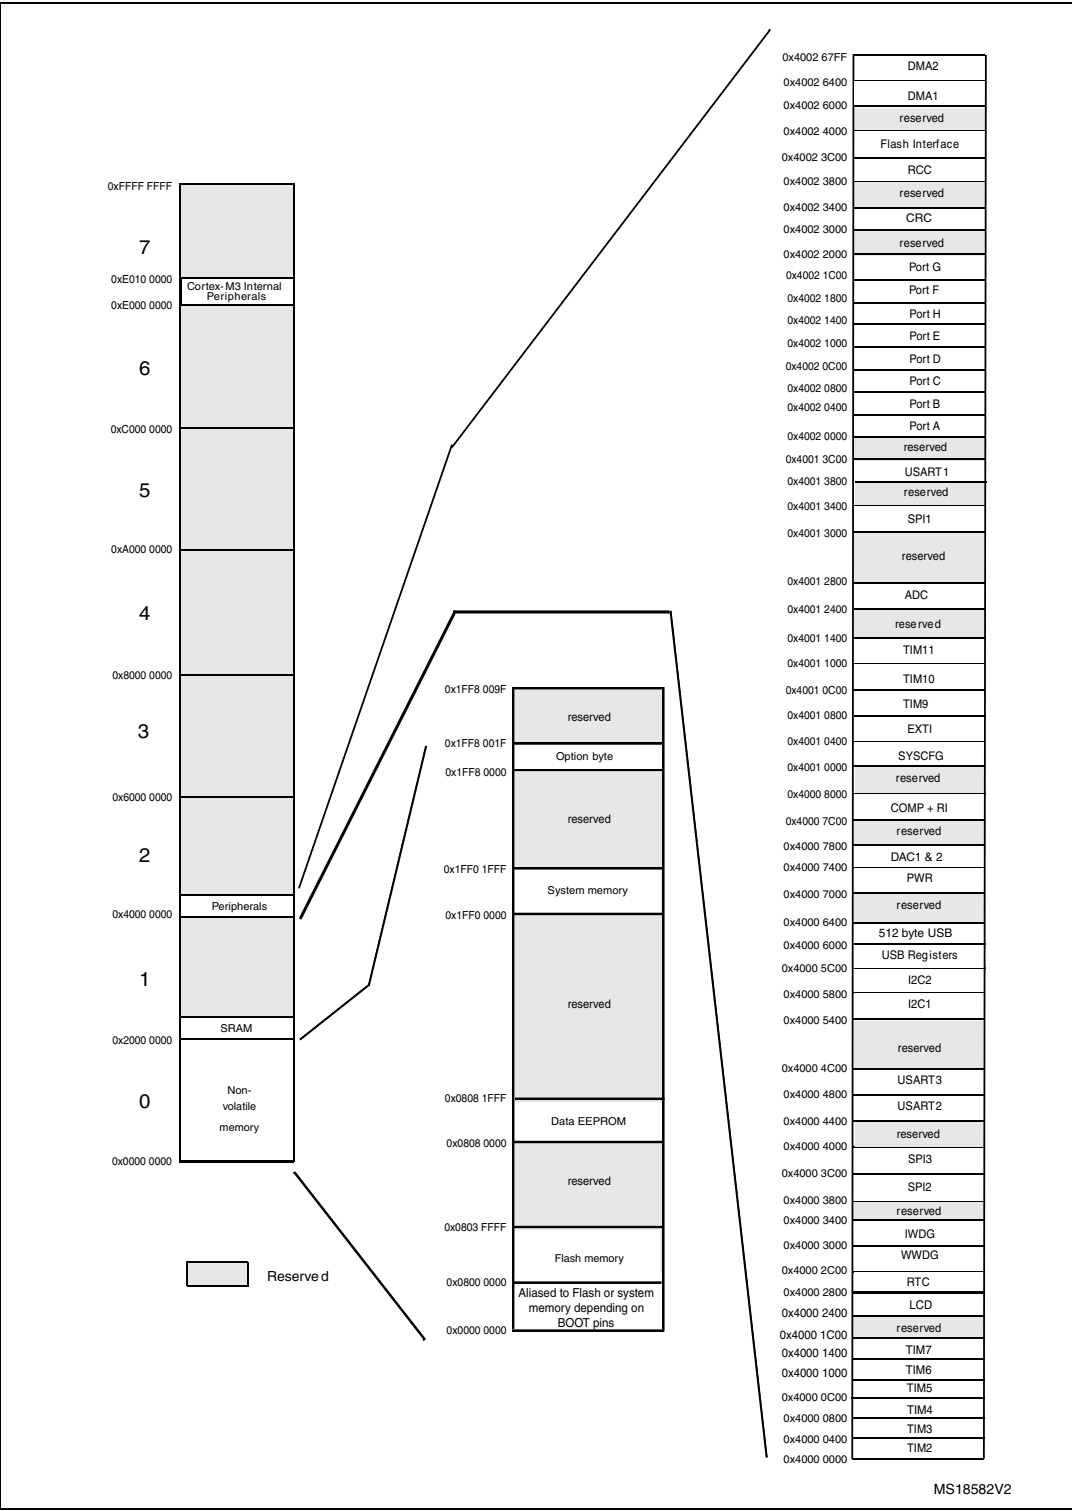 0xFFFF FFFF
7
0xE010 0000
Cortex-M3 Internal
Peripherals
0xE000 0000
6
0xC000 0000
5
0xA000 0000
4
0x8000 0000
3
0x6000 0000
2
Peripherals
0x4000 0000
1
SRAM
0x2000 0000
Non-
volatile
memory
0
0x0000 0000
Reserved
0x1FF8 009F
reserved
0x1FF8 001F
Option byte
0x1FF8 0000
reserved
0x1FF0 1FFF
System memory
0x1FF0 0000
reserved
0x0808 1FFF
Data EEPROM
0x0808 0000
reserved
0x0803 FFFF
Flash memory
0x0800 0000
Aliased to Flash or system
memory depending on
BOOT pins
0x0000 0000
0x4002 67FF
DMA2
0x4002 6400
DMA1
0x4002 6000
reserved
0x4002 4000
Flash Interface
0x4002 3C00
RCC
0x4002 3800
reserved
0x4002 3400
CRC
0x4002 3000
reserved
0x4002 2000
Port G
0x4002 1C00
Port F
0x4002 1800
Port H
0x4002 1400
Port E
0x4002 1000
Port D
0x4002 0C00
Port C
0x4002 0800
Port B
0x4002 0400
Port A
0x4002 0000
reserved
0x4001 3C00
USART1
0x4001 3800
reserved
0x4001 3400
SPI1
0x4001 3000
reserved
0x4001 2800
ADC
0x4001 2400
reserved
0x4001 1400
TIM11
0x4001 1000
TIM10
0x4001 0C00
TIM9
0x4001 0800
EXTI
0x4001 0400
SYSCFG
0x4001 0000
reserved
0x4000 8000
COMP + RI
0x4000 7C00
reserved
0x4000 7800
DAC1 & 2
0x4000 7400
PWR
0x4000 7000
reserved
0x4000 6400
512 byte USB
0x4000 6000
USB Registers
0x4000 5C00
I2C2
0x4000 5800
I2C1
0x4000 5400
reserved
0x4000 4C00
USART3
0x4000 4800
USART2
0x4000 4400
reserved
0x4000 4000
SPI3
0x4000 3C00
SPI2
0x4000 3800
reserved
0x4000 3400
IWDG
0x4000 3000
WWDG
0x4000 2C00
RTC
0x4000 2800
LCD
0x4000 2400
reserved
0x4000 1C00
TIM7
0x4000 1400
TIM6
0x4000 1000
TIM5
0x4000 0C00
TIM4
0x4000 0800
TIM3
0x4000 0400
TIM2
0x4000 0000
MS18582V2